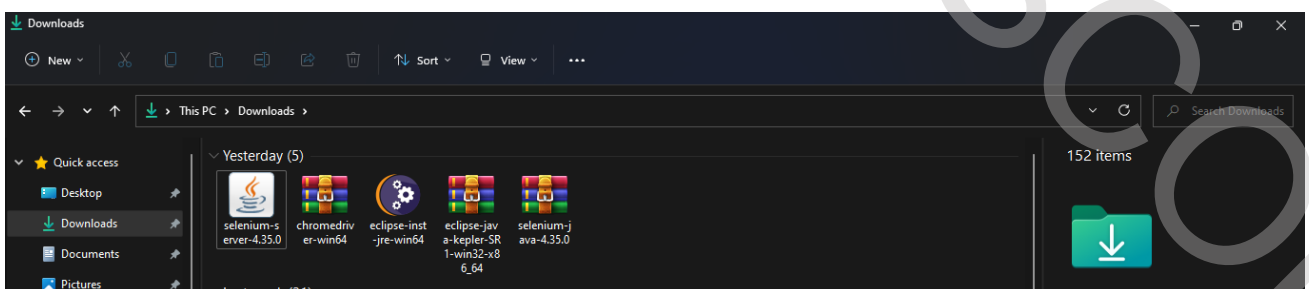 Downloads
New
Sort
View
This PC > Downloads >
Search Downloads
Quick access
Desktop
Downloads
Documents
Pictures
Yesterday (5)
selenium-s
erver-4.35.0
chromedriv
er-win64
eclipse-inst
-jre-win64
eclipse-jav
a-kepler-SR
1-win32-x8
6_64
selenium-j
ava-4.35.0
152 items